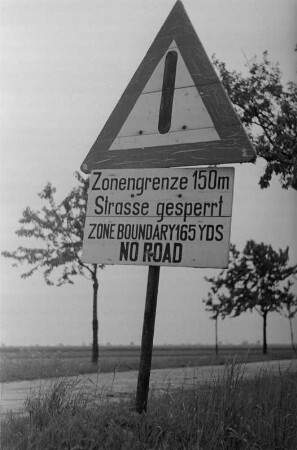 Zonengrenze 150m
Strasse gesperrt
ZONE BOUNDARY 165 YDS
NO ROAD